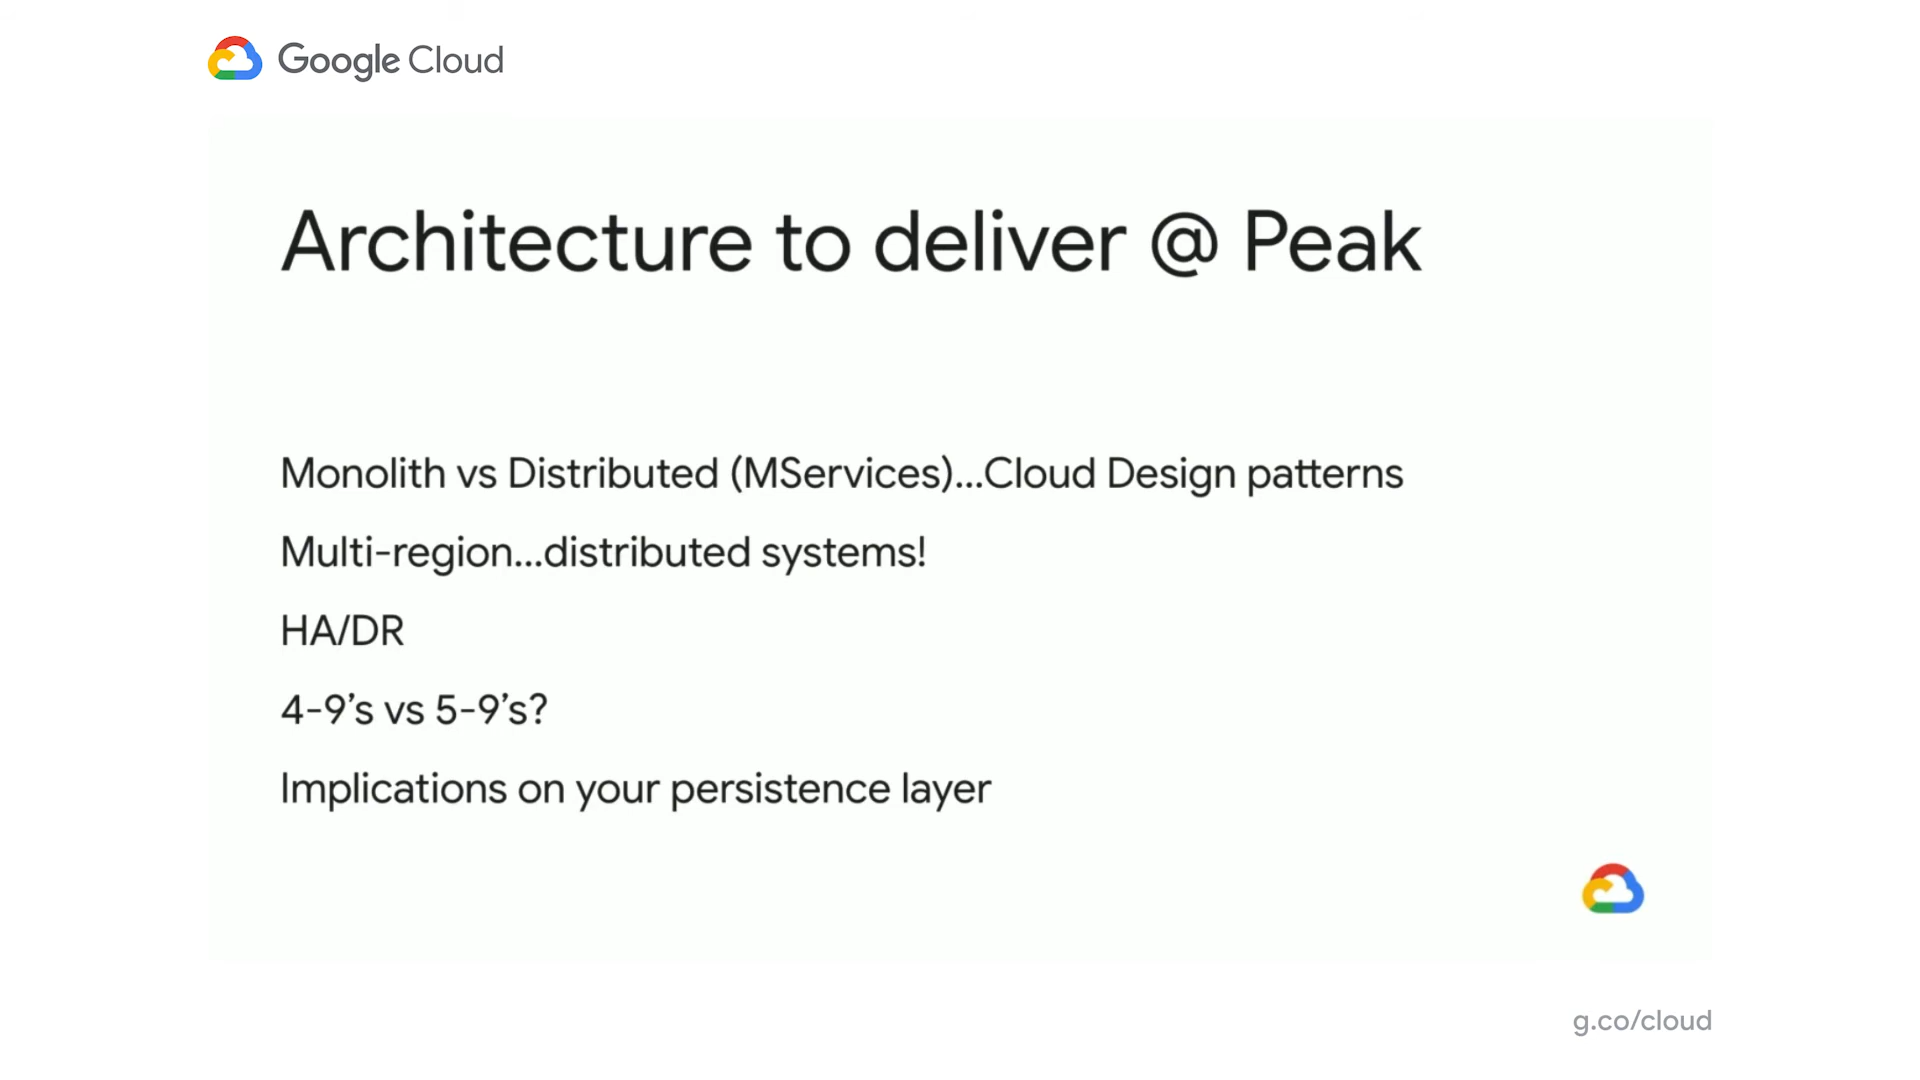 Google Cloud
Architecture to deliver @ Peak
Monolith vs Distributed (MServices)...Cloud Design patterns
Multi-region...distributed systems!
HA/DR
4-9’s vs 5-9’s?
Implications on your persistence layer
g.co/cloud